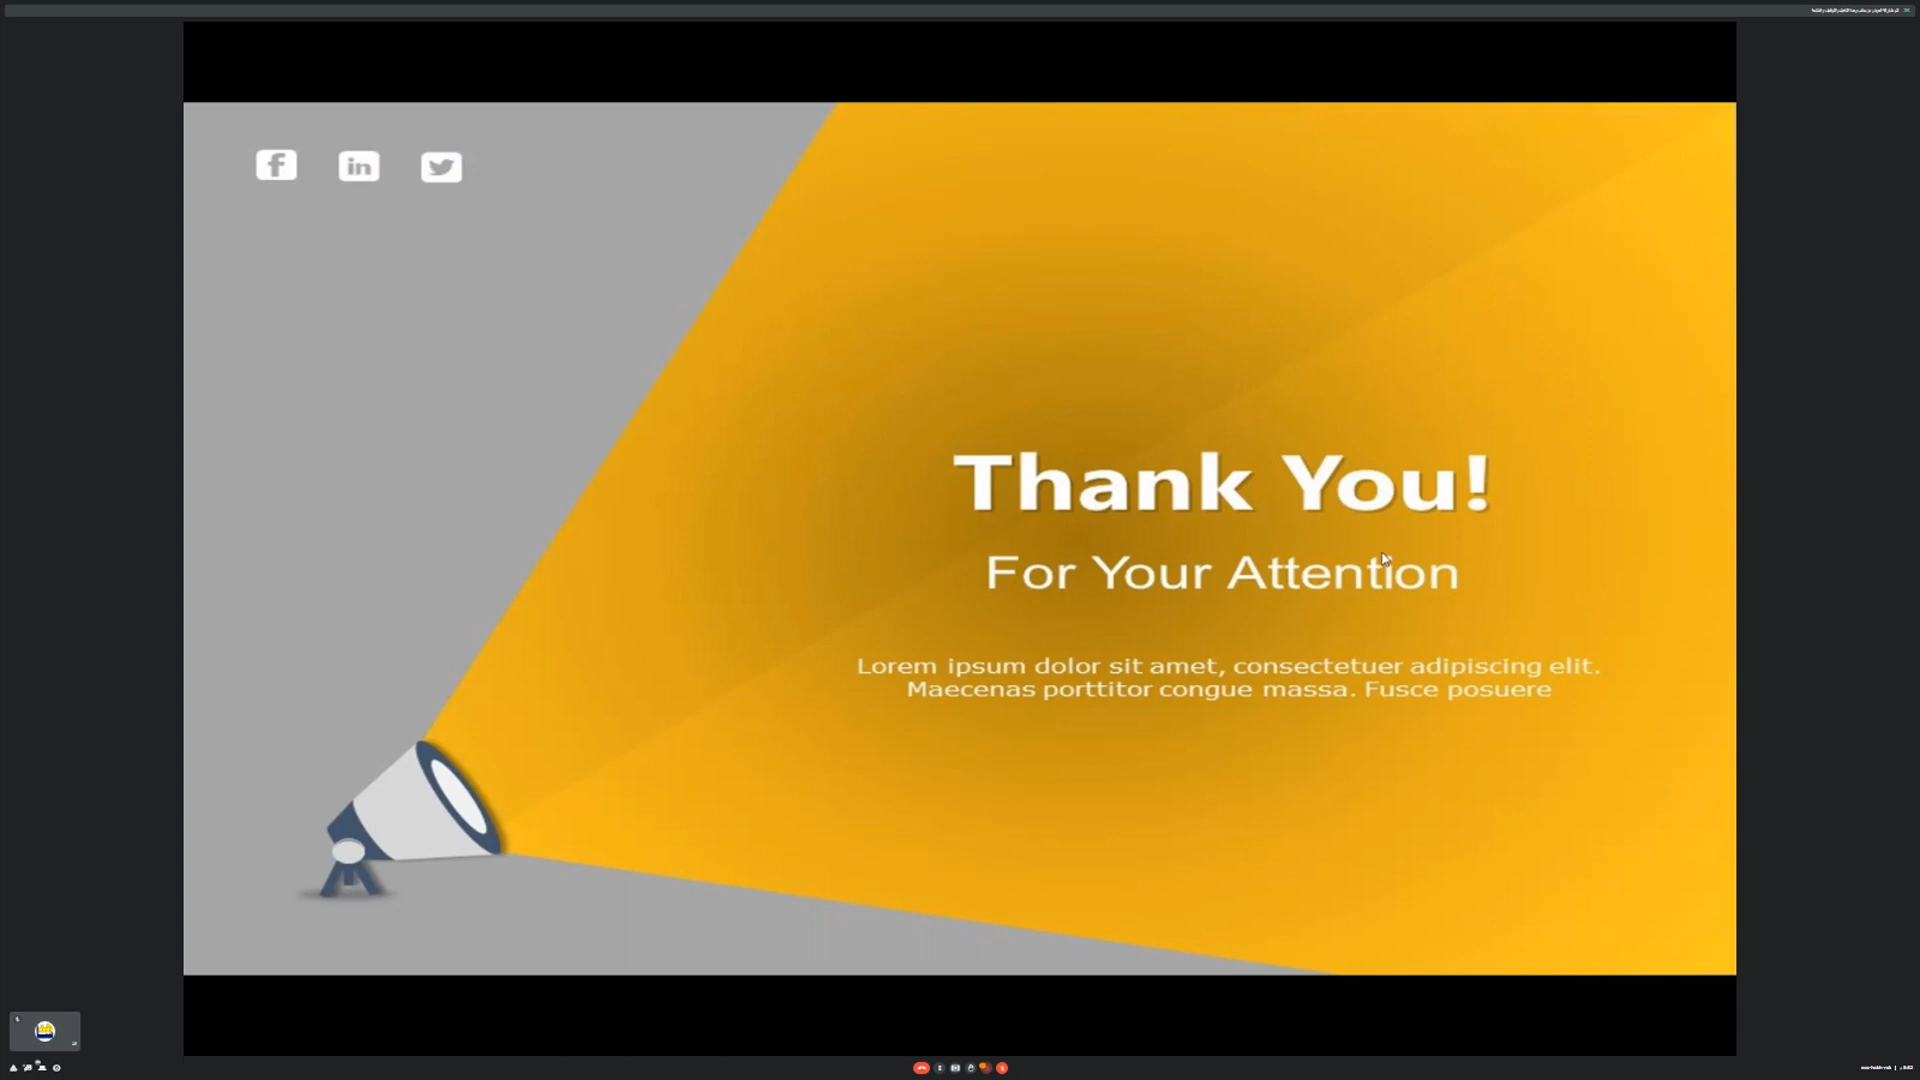 f in
Thank You!
For Your Attention
Lorem ipsum dolor sit amet, consectetuer adipiscing elit.
Maecenas porttitor congue massa. Fusce posuere